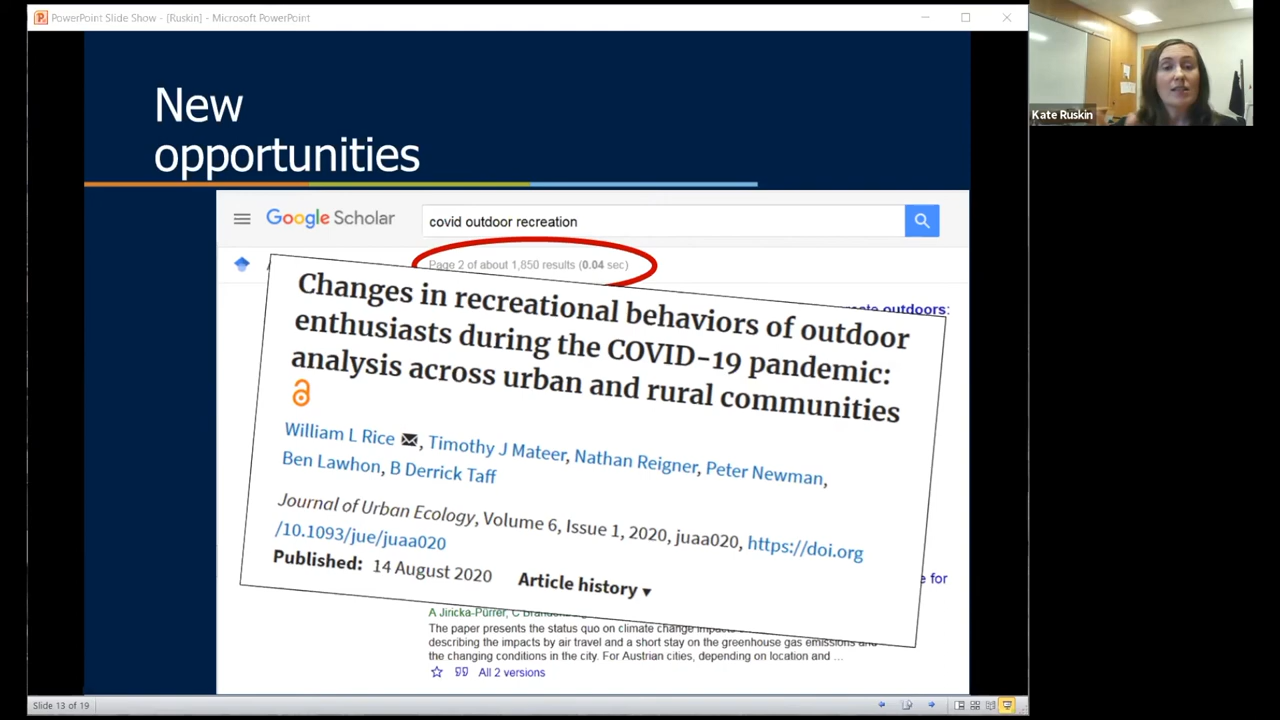 PowerPoint Slide Show - [Ruskin] - Microsoft PowerPoint
Kate Ruskin
New
opportunities
Google Scholar
covid outdoor recreation
Page 2 of about 1,850 results (0.04 sec)
outdoors:
Changes in recreational behaviors of outdoor
enthusiasts during the COVID-19 pandemic:
analysis across urban and rural communities
William L Rice, Timothy J Mateer, Nathan Reigner, Peter Newman,
Ben Lawhon, B Derrick Taff
Journal of Urban Ecology, Volume 6, Issue 1, 2020, juaa020, https://doi.org
/10.1093/jue/juaa020
Published: 14 August 2020 Article history ▾
for
A Jiricka-Pürrer, C
The paper presents the status quo on climate change
describing the impacts by air travel and a short stay on the greenhouse gas emissions
the changing conditions in the city. For Austrian cities, depending on location and ...
All 2 versions
Slide 13 of 19